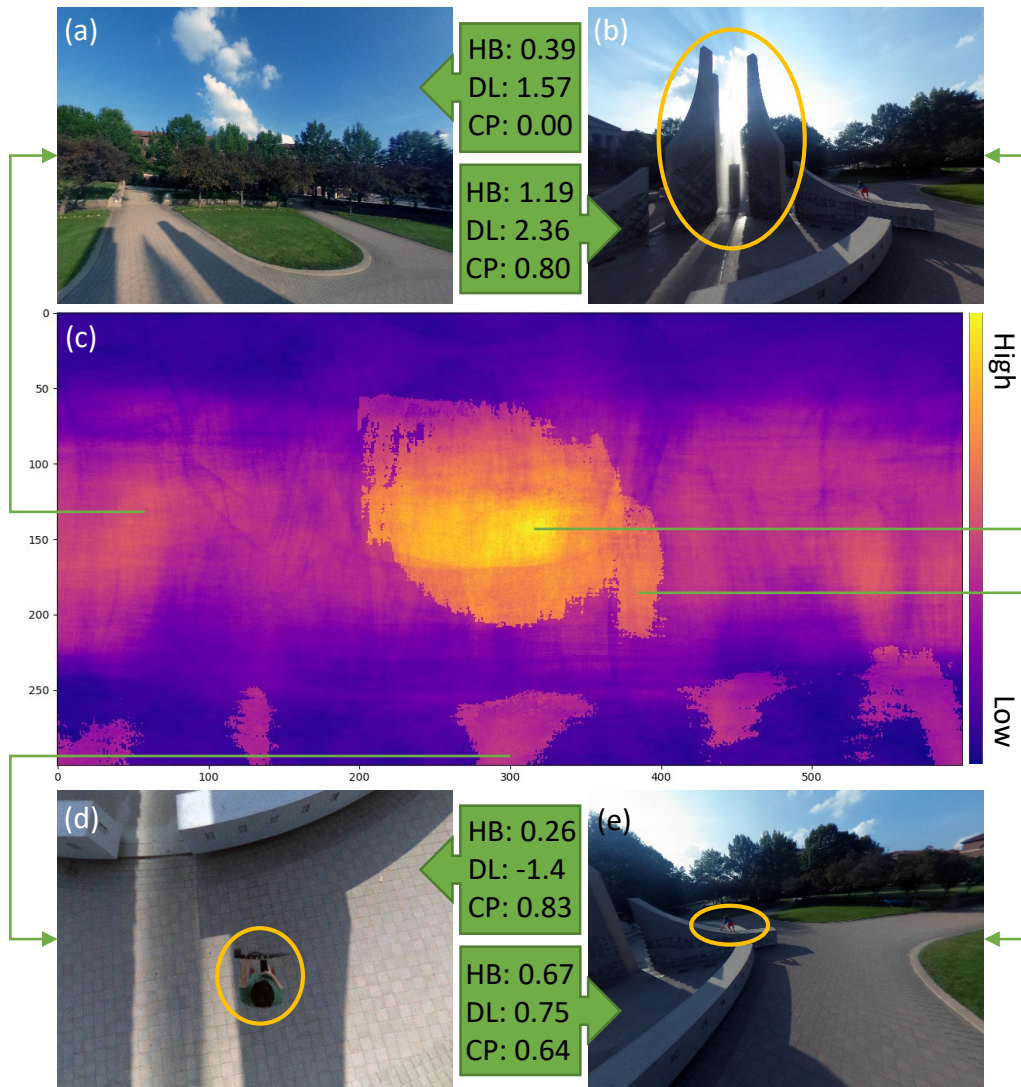 (a)
HB: 0.39
DL: 1.57
CP: 0.00
(b)
HB: 1.19
DL: 2.36
CP: 0.80
(c)
0
50
100
150
200
250
0 100 200 300 400 500
High
Low
(d)
HB: 0.26
DL: -1.4
CP: 0.83
(e)
HB: 0.67
DL: 0.75
CP: 0.64